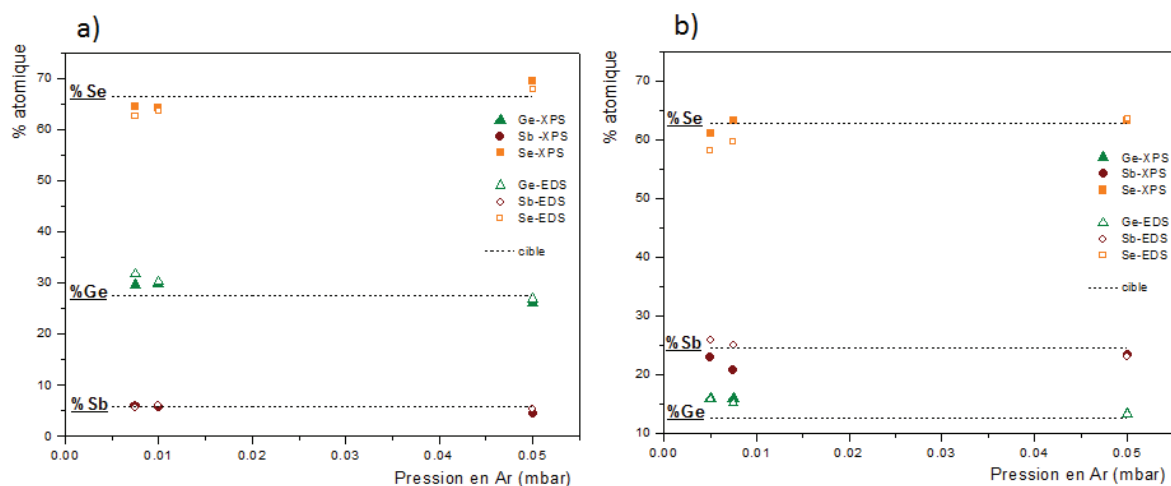 a)
% atomique
70
60
50
40
30
20
10
0
% Se
%Ge
% Sb
Ge-XPS
Sb -XPS
Se-XPS
Ge-EDS
Sb-EDS
Se-EDS
cible
0.00
0.01
0.02
0.03
0.04
0.05
Pression en Ar (mbar)
b)
% atomique
70
60
50
40
30
20
10
% Se
% Sb
%Ge
Ge-XPS
Sb-XPS
Se-XPS
Ge-EDS
Sb-EDS
Se-EDS
cible
0.00
0.01
0.02
0.03
0.04
0.05
Pression en Ar (mbar)